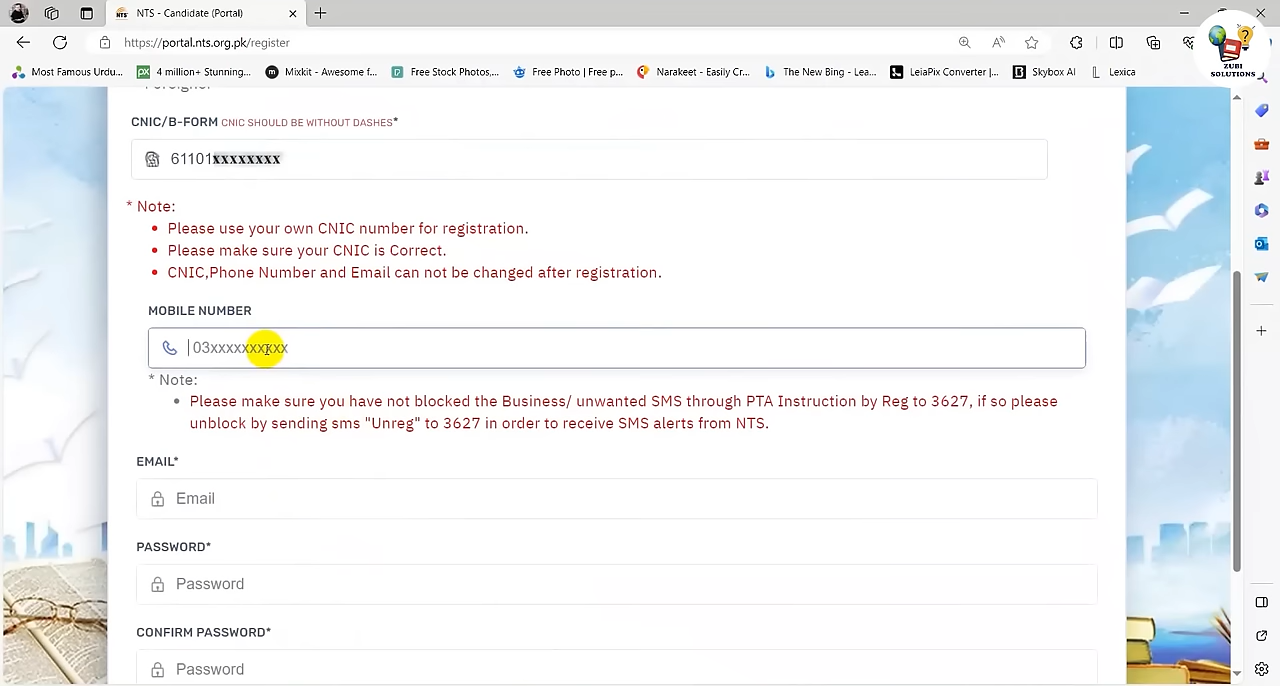 NTS - Candidate (Portal)
https://portal.nts.org.pk/register
Most Famous Urdu...
4 million+ Stunning...
Mixkit - Awesome f...
Free Stock Photos,...
Free Photo | Free p...
Narakeet - Easily Cr...
The New Bing - Lea...
LeiaPix Converter |...
Skybox AI
Lexica
ZUBI
SOLUTIONS
Foreigner
CNIC/B-FORM CNIC SHOULD BE WITHOUT DASHES*
61101xxxxxxxx
* Note:
Please use your own CNIC number for registration.
Please make sure your CNIC is Correct.
CNIC,Phone Number and Email can not be changed after registration.
MOBILE NUMBER
03xxxxxxxxx
* Note:
Please make sure you have not blocked the Business/ unwanted SMS through PTA Instruction by Reg to 3627, if so please
unblock by sending sms "Unreg" to 3627 in order to receive SMS alerts from NTS.
EMAIL*
Email
PASSWORD*
Password
CONFIRM PASSWORD*
Password